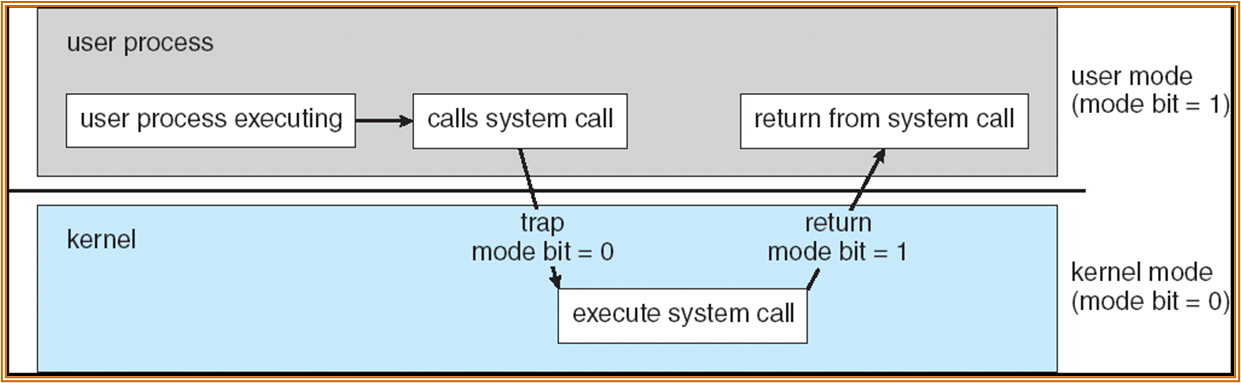 user process
user process executing
calls system call
return from system call
user mode
(mode bit = 1)
kernel
trap
mode bit = 0
return
mode bit = 1
execute system call
kernel mode
(mode bit = 0)